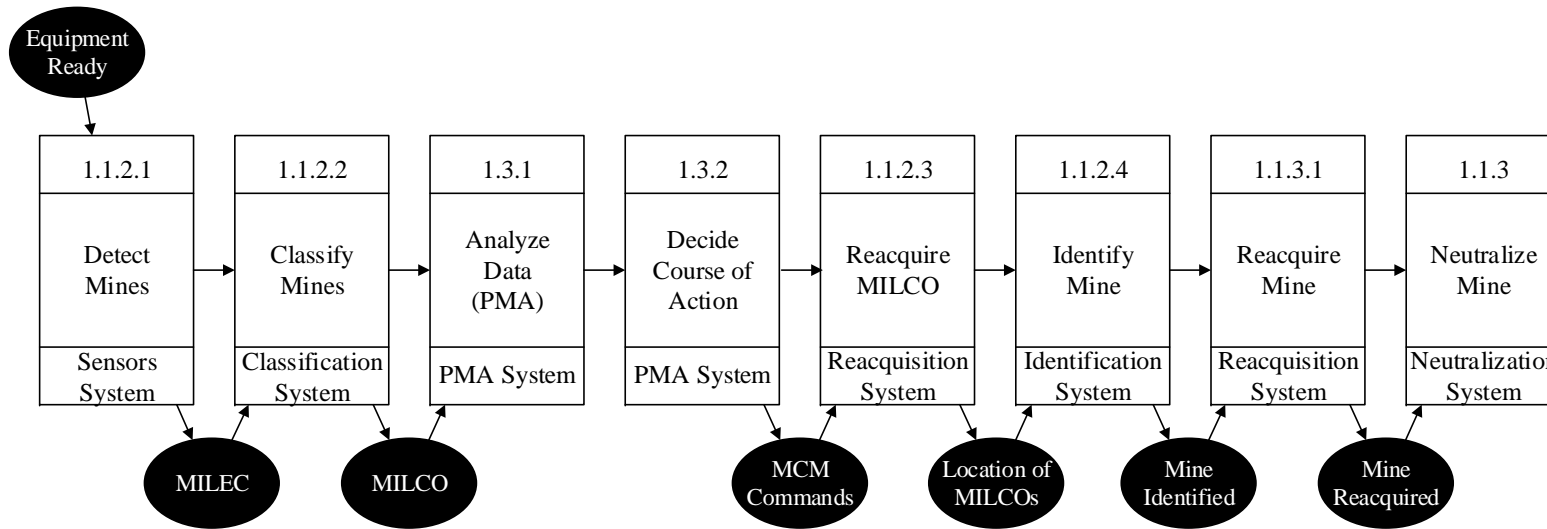 Equipment
Ready
1.1.2.1
Detect
Mines
Sensors
System
1.1.2.2
Classify
Mines
Classification
System
1.3.1
Analyze
Data
(PMA)
PMA System
1.3.2
Decide
Course of
Action
PMA System
1.1.2.3
Reacquire
MILCO
Reacquisition
System
1.1.2.4
Identify
Mine
Identification
System
1.1.3.1
Reacquire
Mine
Reacquisition
System
1.1.3
Neutralize
Mine
Neutralization
System
MILEC
MILCO
MCM
Commands
Location of
MILCOs
Mine
Identified
Mine
Reacquired